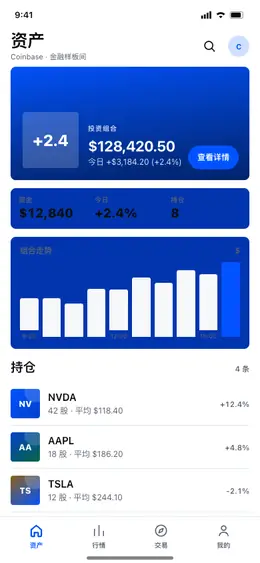 9:41
资产
Coinbase · 金融样板间
C
+2.4
投资组合
$128,420.50
今日 +$3,184.20 (+2.4%)
查看详情
现金
今日
持仓
$12,840
+2.4%
8
组合走势
$
持仓
4 条
NV
NVDA
42 股 · 平均 $118.40
+12.4%
AA
AAPL
18 股 · 平均 $186.20
+4.8%
TS
TSLA
12 股 · 平均 $244.10
-2.1%
资产
行情
交易
我的